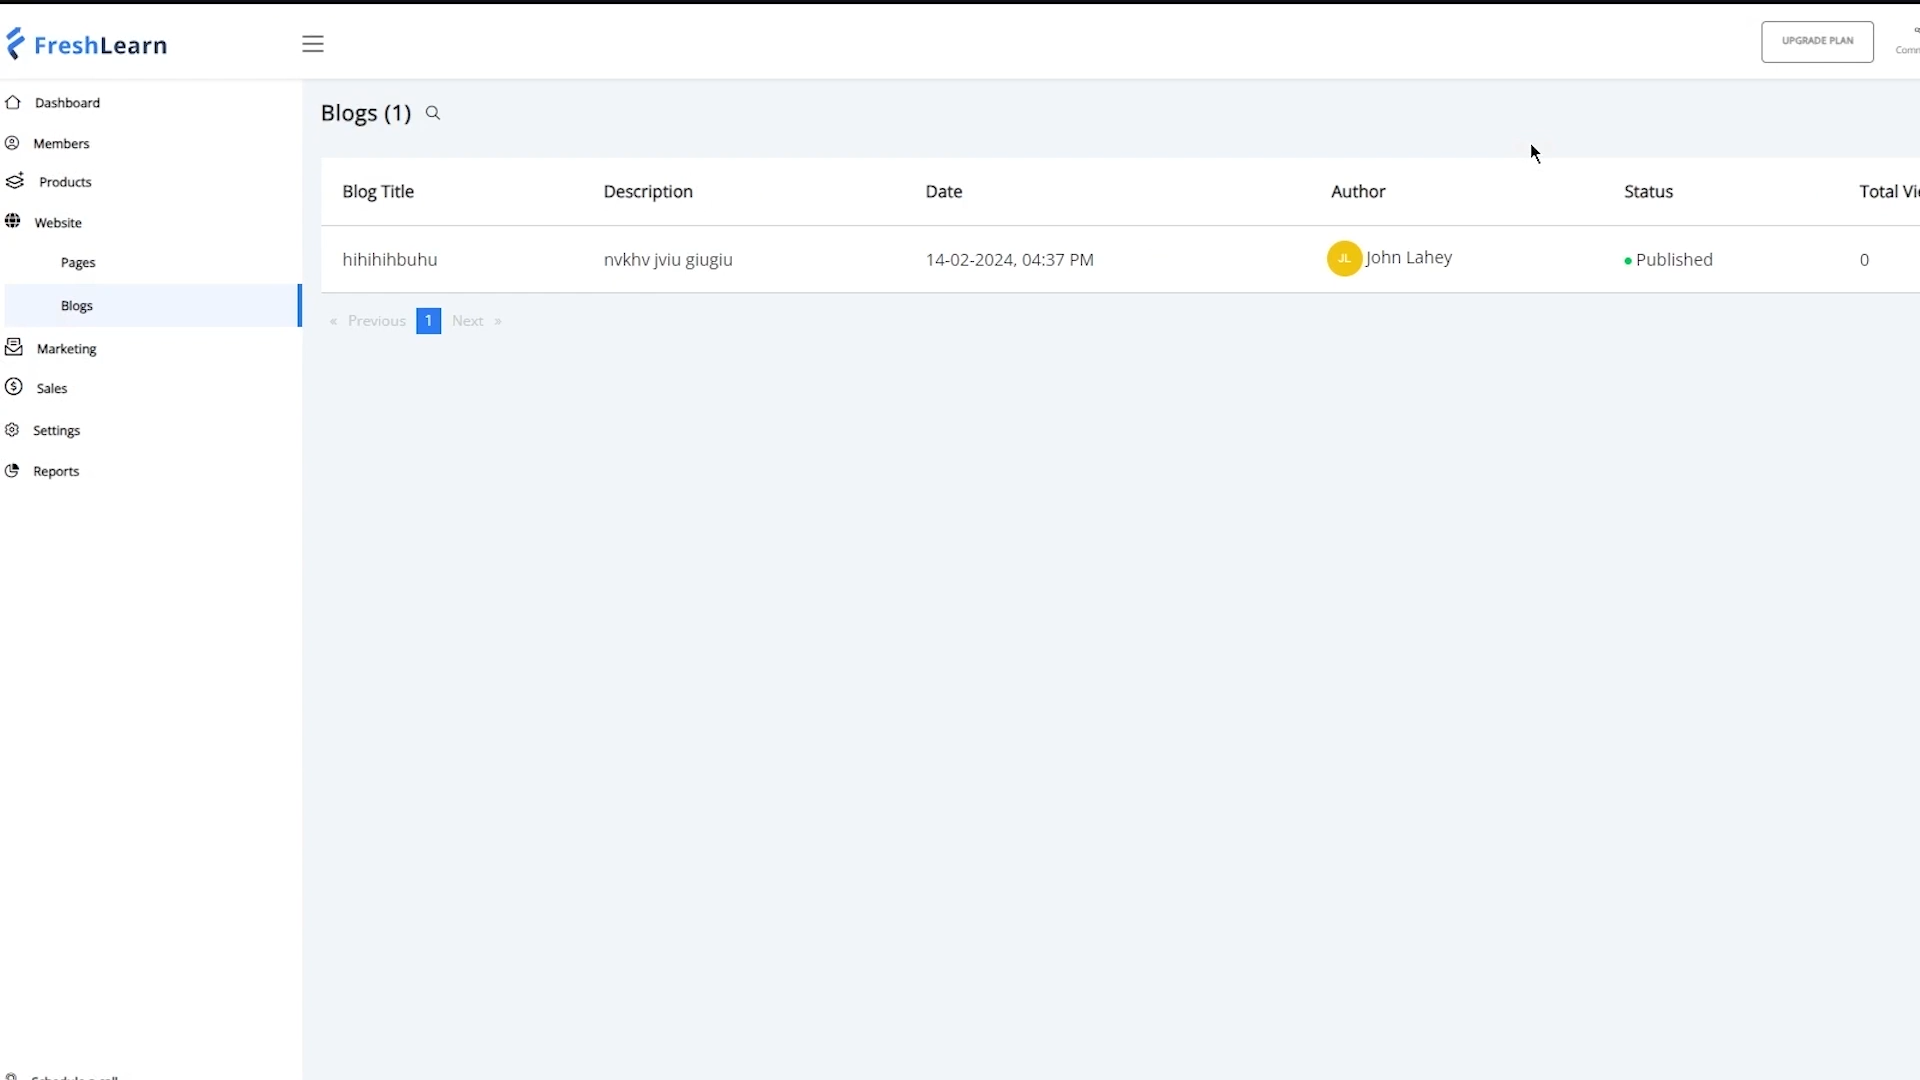 FreshLearn
UPGRADE PLAN
Dashboard
Members
Products
Website
Pages
Blogs
Marketing
Sales
Settings
Reports
Blogs (1)
Blog Title Description Date Author Status Total
hihihihbuhu nvkhv jviu giugiu 14-02-2024, 04:37 PM JL John Lahey Published 0
« Previous 1 Next »